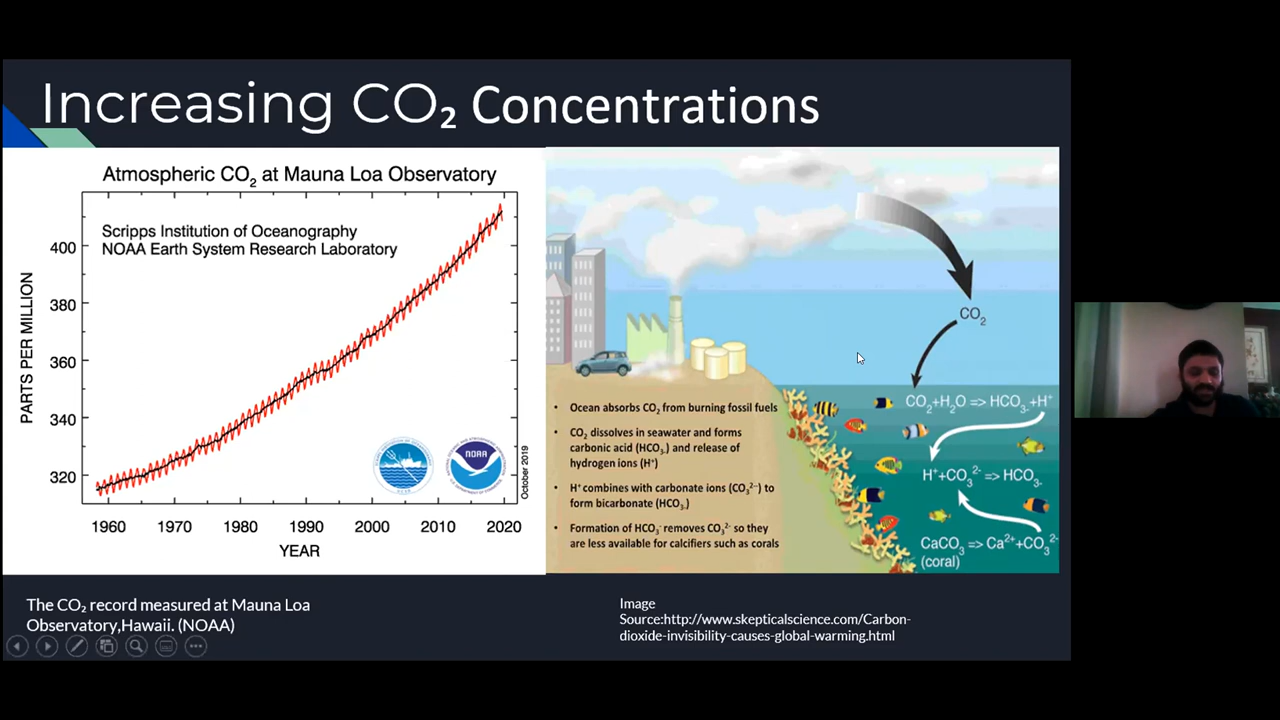 Increasing CO₂ Concentrations
Atmospheric CO₂ at Mauna Loa Observatory
Scripps Institution of Oceanography
NOAA Earth System Research Laboratory
PARTS PER MILLION
400
380
360
340
320
1960 1970 1980 1990 2000 2010 2020
YEAR
NOAA
October 2019
CO₂
CO₂+H₂O => HCO₃-+H⁺
H⁺+CO₃²⁻ => HCO₃-
CaCO₃ => Ca²⁺+CO₃²⁻
(coral)
• Ocean absorbs CO₂ from burning fossil fuels
• CO₂ dissolves in seawater and forms
carbonic acid (HCO₃-) and release of
hydrogen ions (H⁺)
• H⁺ combines with carbonate ions (CO₃²⁻) to
form bicarbonate (HCO₃-)
• Formation of HCO₃⁻ removes CO₃²⁻ so they
are less available for calcifiers such as corals
The CO₂ record measured at Mauna Loa
Observatory,Hawaii. (NOAA)
Image
Source:http://www.skepticalscience.com/Carbon-
dioxide-invisibility-causes-global-warming.html